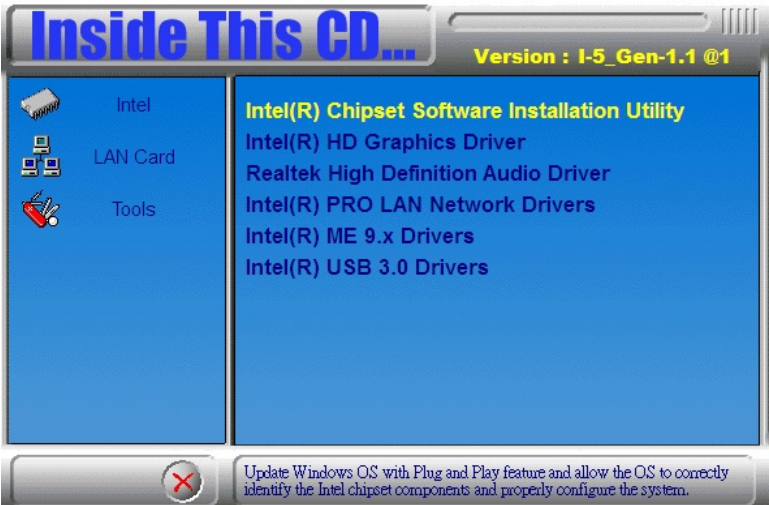 Inside This CD...
Version : I-5_Gen-1.1 @1
Intel
LAN Card
Tools
Intel(R) Chipset Software Installation Utility
Intel(R) HD Graphics Driver
Realtek High Definition Audio Driver
Intel(R) PRO LAN Network Drivers
Intel(R) ME 9.x Drivers
Intel(R) USB 3.0 Drivers
Update Windows OS with Plug and Play feature and allow the OS to correctly
identify the Intel chipset components and properly configure the system.